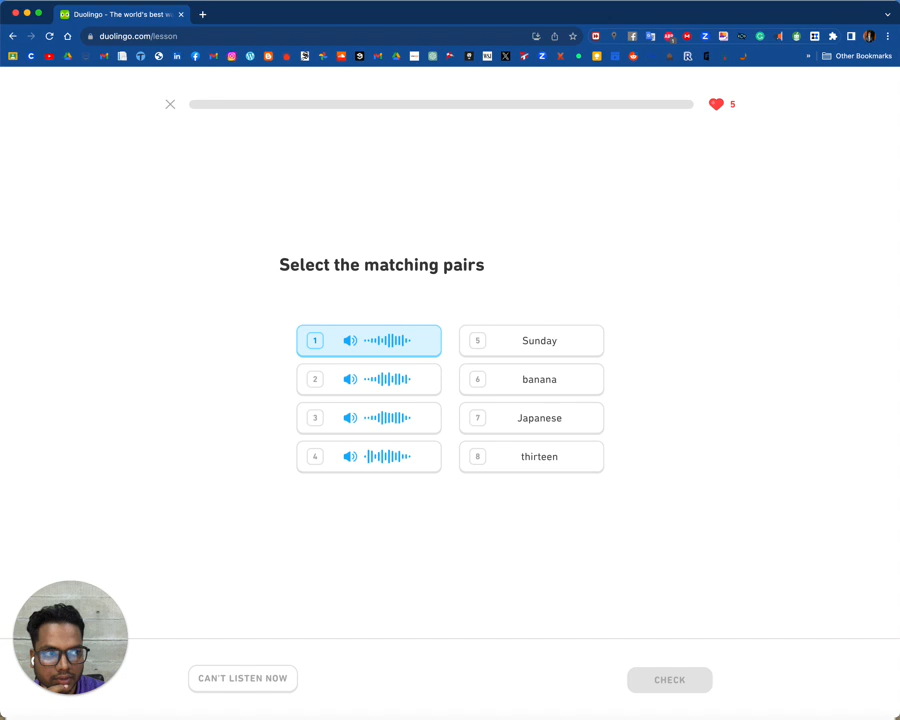 Duolingo - The world's best w
duolingo.com/lesson
Other Bookmarks
5
Select the matching pairs
1
5 Sunday
2
6 banana
3
7 Japanese
4
8 thirteen
CAN'T LISTEN NOW
CHECK